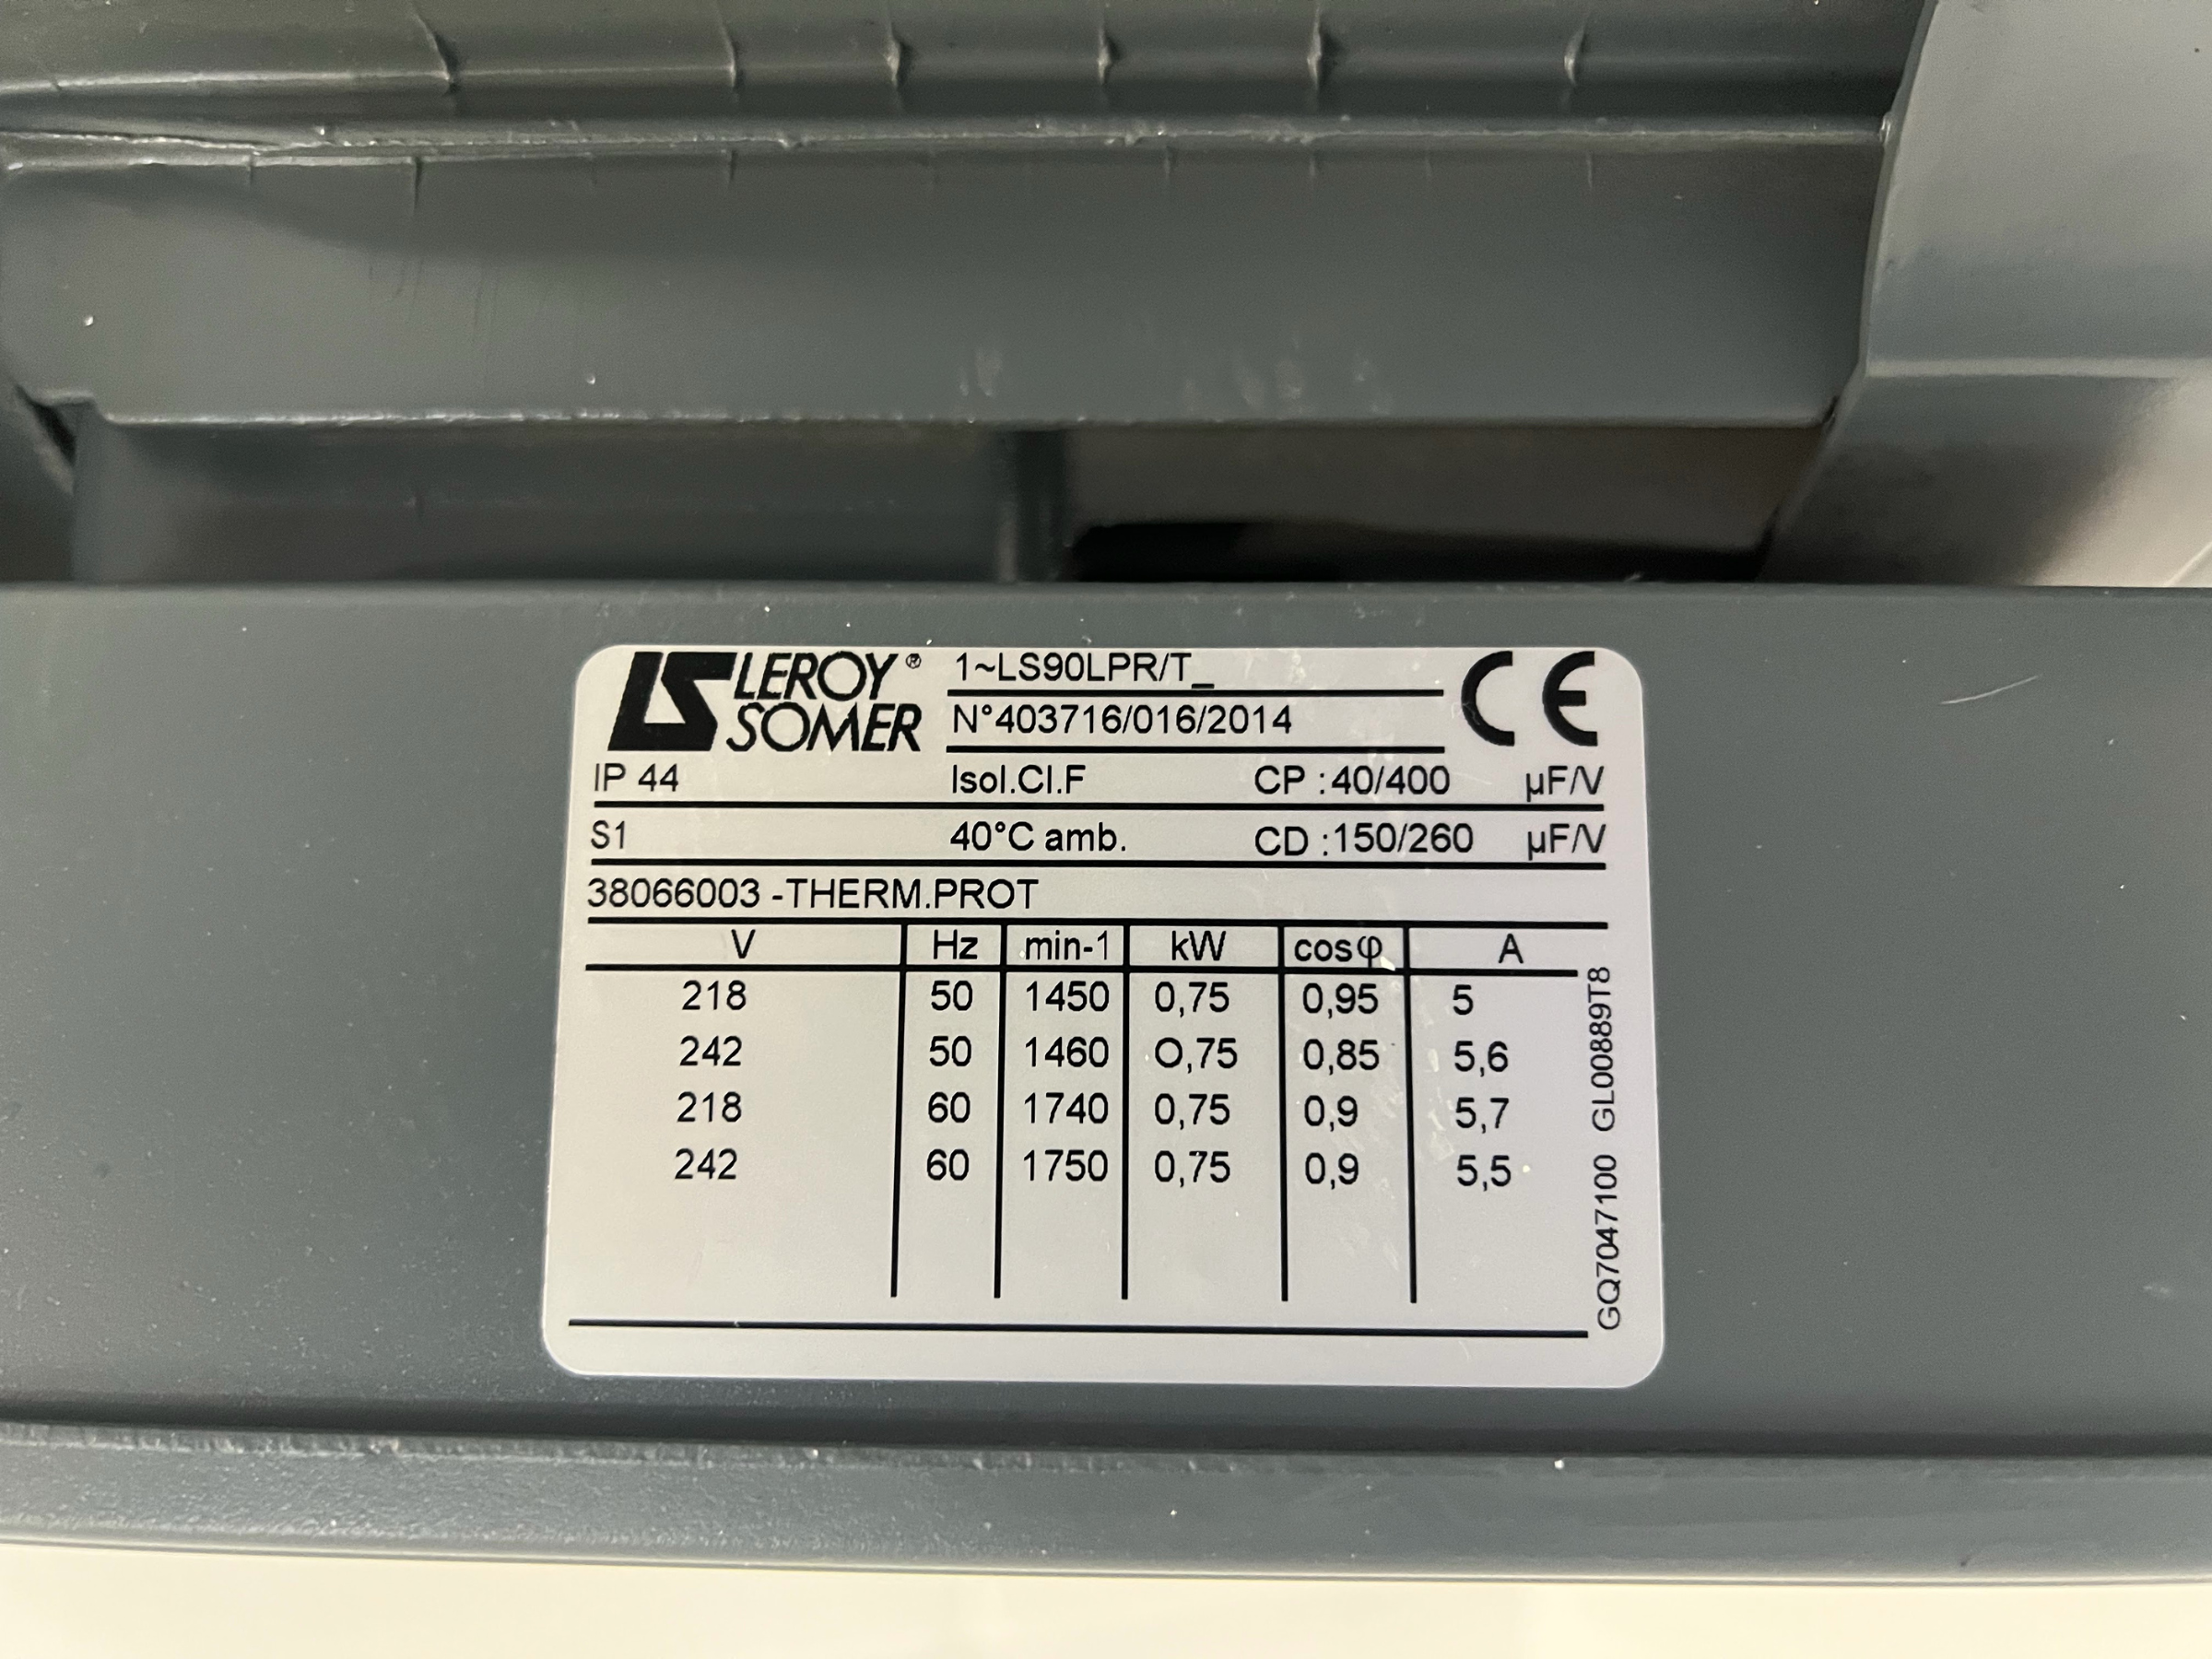 LEROY®
SOMER
1~LS90LPR/T_
N°403716/016/2014
CE
IP 44 Isol.Cl.F CP : 40/400 µF/V
S1 40°C amb. CD : 150/260 µF/V
38066003 -THERM.PROT
V Hz min-1 kW cosφ A
218 50 1450 0,75 0,95 5
242 50 1460 O,75 0,85 5,6
218 60 1740 0,75 0,9 5,7
242 60 1750 0,75 0,9 5,5
GQ7047100 GL00889T8